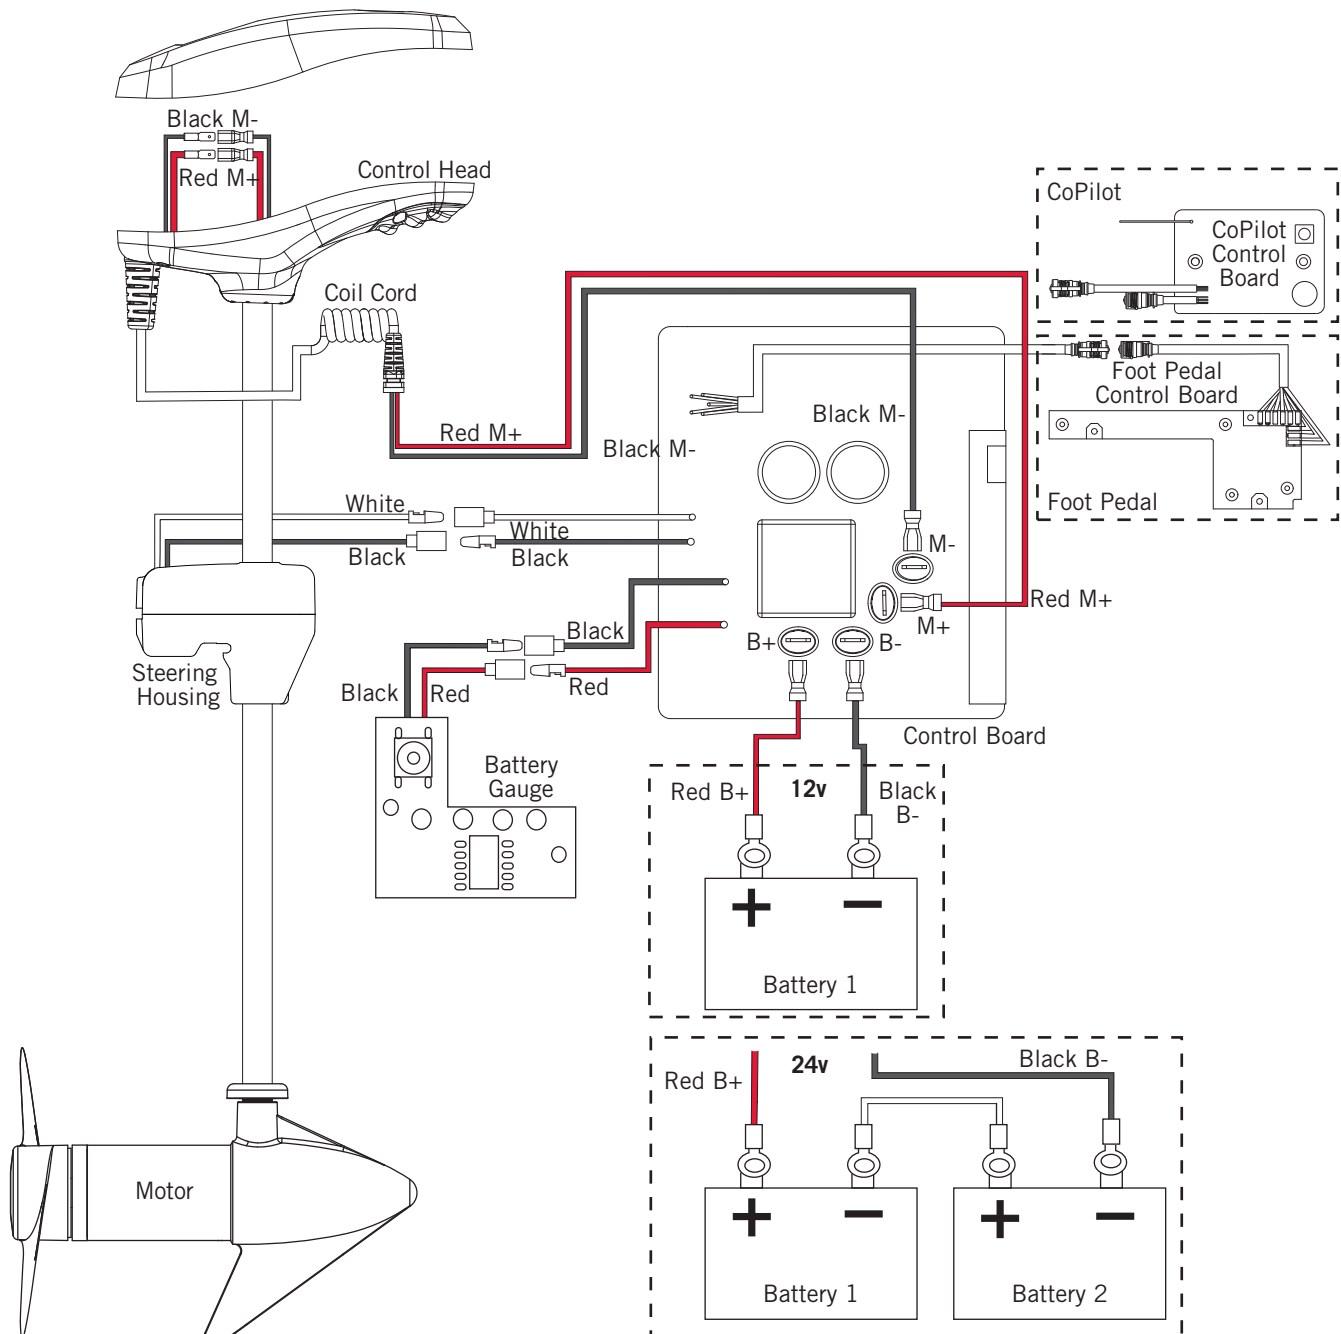 Black M-
Red M+
Control Head
Coil Cord
CoPilot
CoPilot
Control
Board
Foot Pedal
Control Board
Foot Pedal
Black M-
Red M+
Black M-
White
White
Black
Black
M-
Red M+
M+
B+
B-
Black
Red
Black
Red
Steering
Housing
Control Board
Battery
Gauge
Red B+
12v
Black
B-
Battery 1
24v
Black B-
Red B+
Motor
Battery 1
Battery 2